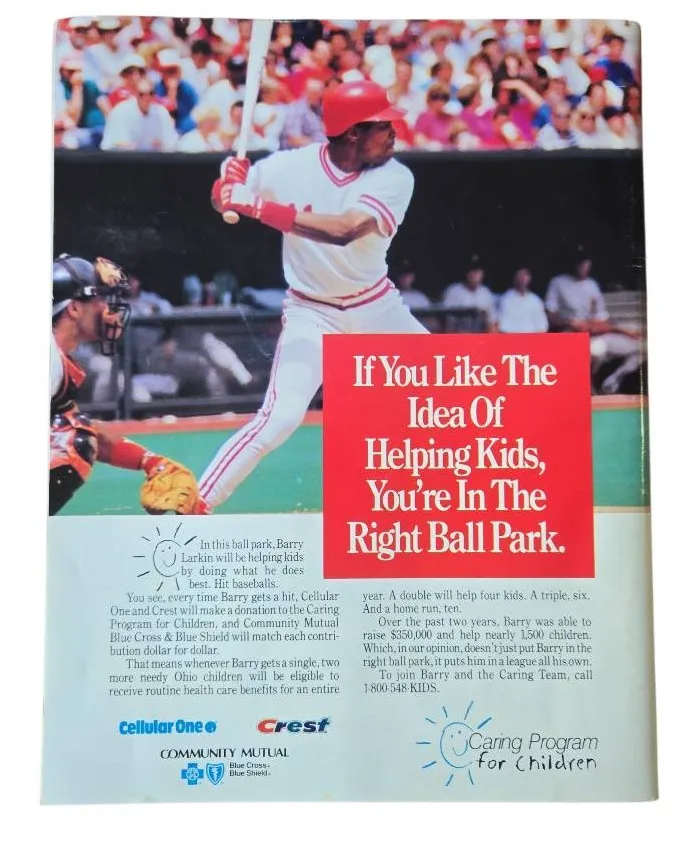 If You Like The
Idea Of
Helping Kids,
You're In The
Right Ball Park.
In this ball park, Barry
Larkin will be helping kids
by doing what he does
best. Hit baseballs.
You see, every time Barry gets a hit, Cellular
One and Crest will make a donation to the Caring
Program for Children, and Community Mutual
Blue Cross & Blue Shield will match each contri-
bution dollar for dollar.
That means whenever Barry gets a single, two
more needy Ohio children will be eligible to
receive routine health care benefits for an entire
year. A double will help four kids. A triple, six.
And a home run, ten.
Over the past two years, Barry was able to
raise $350,000 and help nearly 1,500 children.
Which, in our opinion, doesn't just put Barry in the
right ball park, it puts him in a league all his own.
To join Barry and the Caring Team, call
1-800-548-KIDS.
Cellular One
Crest
COMMUNITY MUTUAL
Blue Cross
Blue Shield
Caring Program
for Children